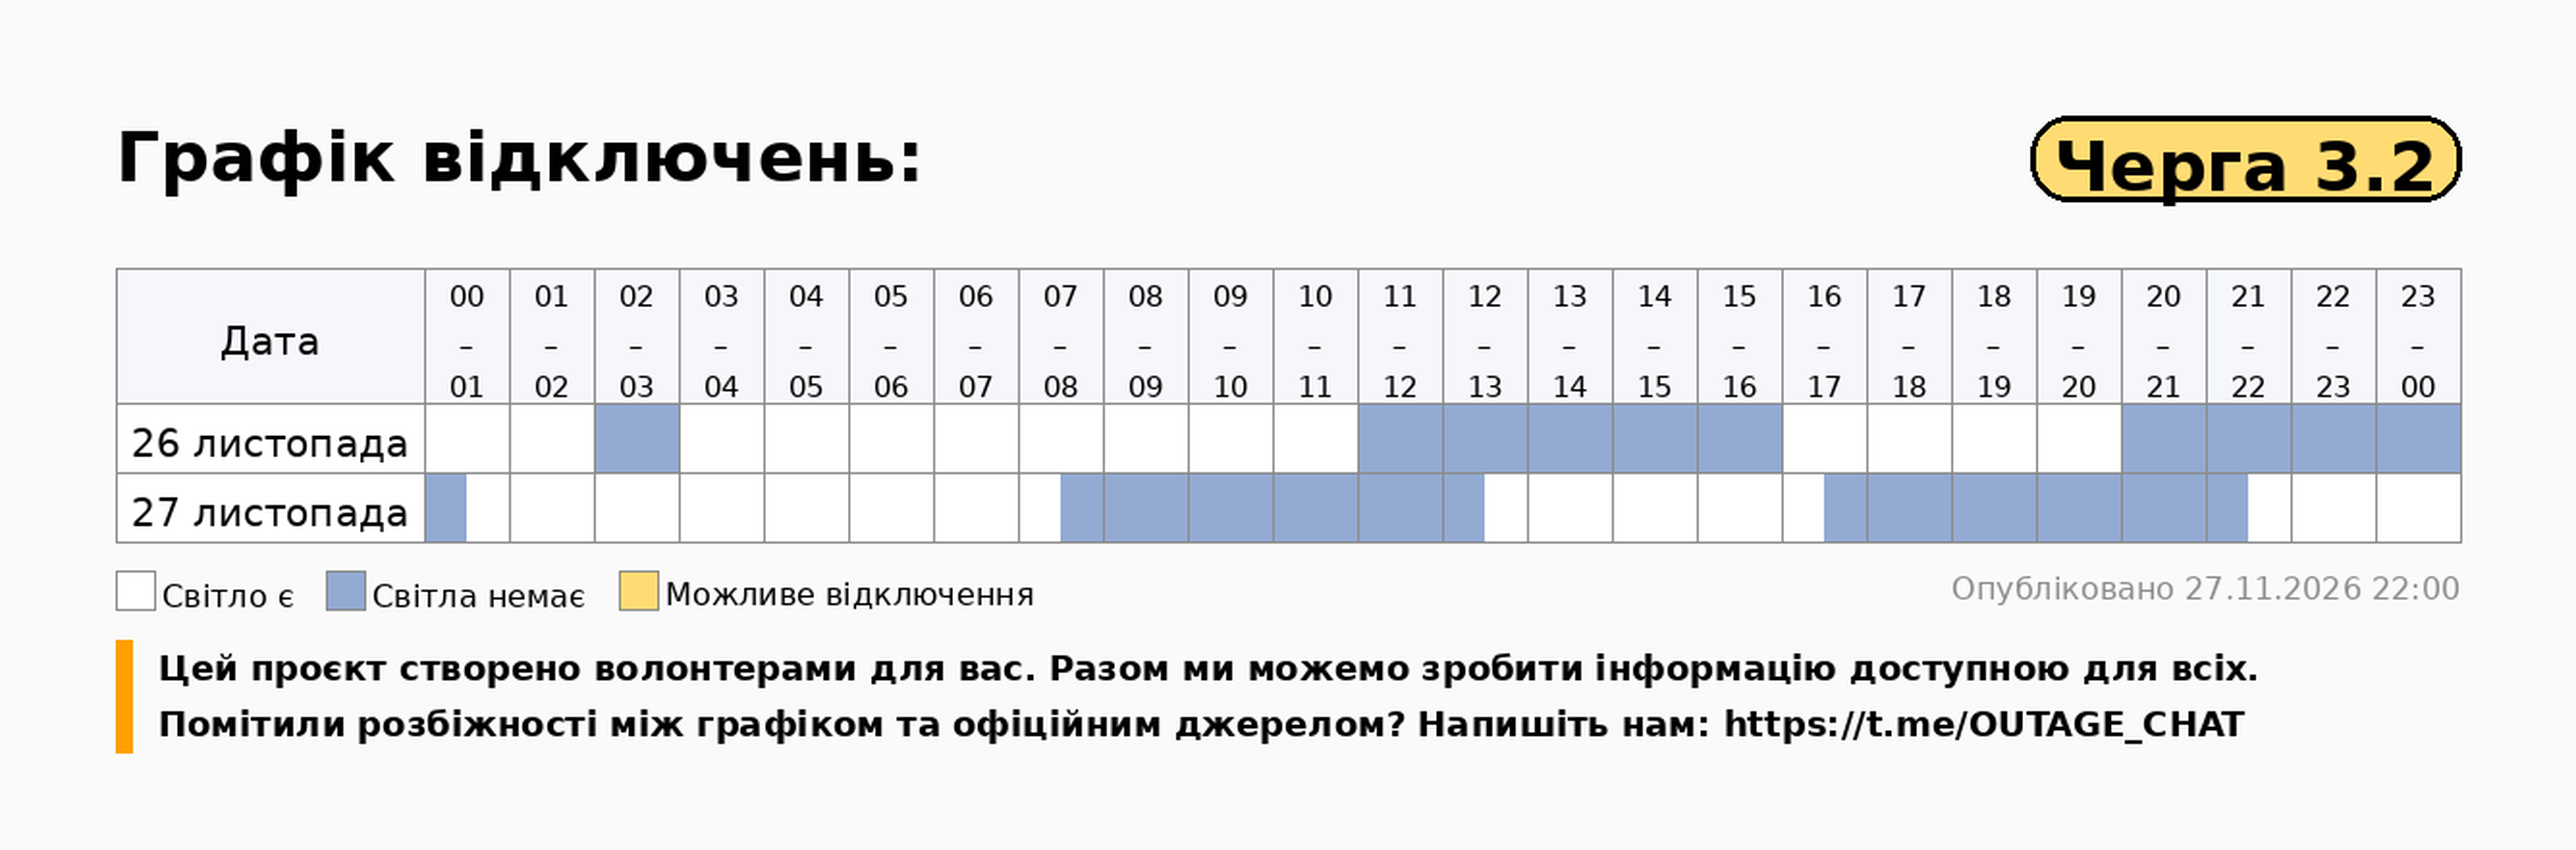 Графік відключень:
Черга 3.2
Дата
00 – 01
01 – 02
02 – 03
03 – 04
04 – 05
05 – 06
06 – 07
07 – 08
08 – 09
09 – 10
10 – 11
11 – 12
12 – 13
13 – 14
14 – 15
15 – 16
16 – 17
17 – 18
18 – 19
19 – 20
20 – 21
21 – 22
22 – 23
23 – 00
26 листопада
27 листопада
Світло є
Світла немає
Можливе відключення
Опубліковано 27.11.2026 22:00
Цей проєкт створено волонтерами для вас. Разом ми можемо зробити інформацію доступною для всіх.
Помітили розбіжності між графіком та офіційним джерелом? Напишіть нам: https://t.me/OUTAGE_CHAT